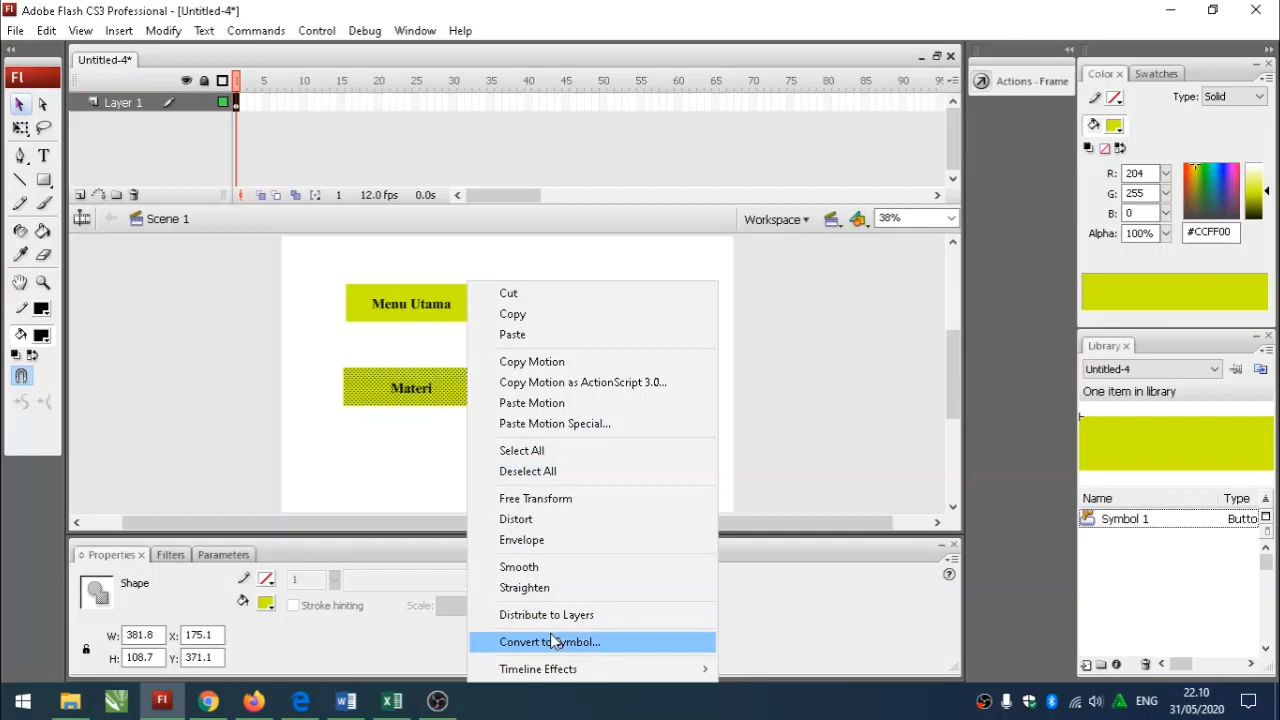 Adobe Flash CS3 Professional - [Untitled-4*]
File Edit View Insert Modify Text Commands Control Debug Window Help
Untitled-4*
5 10 15 20 25 30 35 40 45 50 55 60 65 70 75 80 85 90
Layer 1
1 12.0 fps 0.0s
Scene 1
Workspace
38%
Menu Utama
Materi
Cut
Copy
Paste
Copy Motion
Copy Motion as ActionScript 3.0...
Paste Motion
Paste Motion Special...
Select All
Deselect All
Free Transform
Distort
Envelope
Smooth
Straighten
Distribute to Layers
Convert to Symbol...
Timeline Effects
Properties Filters Parameters
Shape
1
Stroke hinting
Scale:
W: 381.8 X: 175.1
H: 108.7 Y: 371.1
Fl
Actions - Frame
Color Swatches
Type: Solid
R: 204
G: 255
B: 0
Alpha: 100%
#CCFF00
Library
Untitled-4
One item in library
Name Type
Symbol 1 Butto
ENG
22.10
31/05/2020